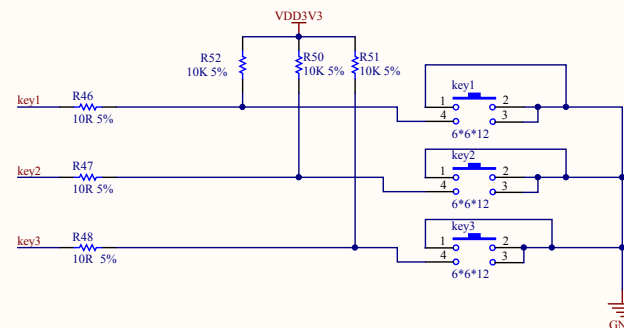 VDD3V3
R52
10K 5%
R50
10K 5%
R51
10K 5%
key1
R46
10R 5%
key1
1
2
4
3
6*6*12
key2
R47
10R 5%
key2
1
2
4
3
6*6*12
key3
R48
10R 5%
key3
1
2
4
3
6*6*12